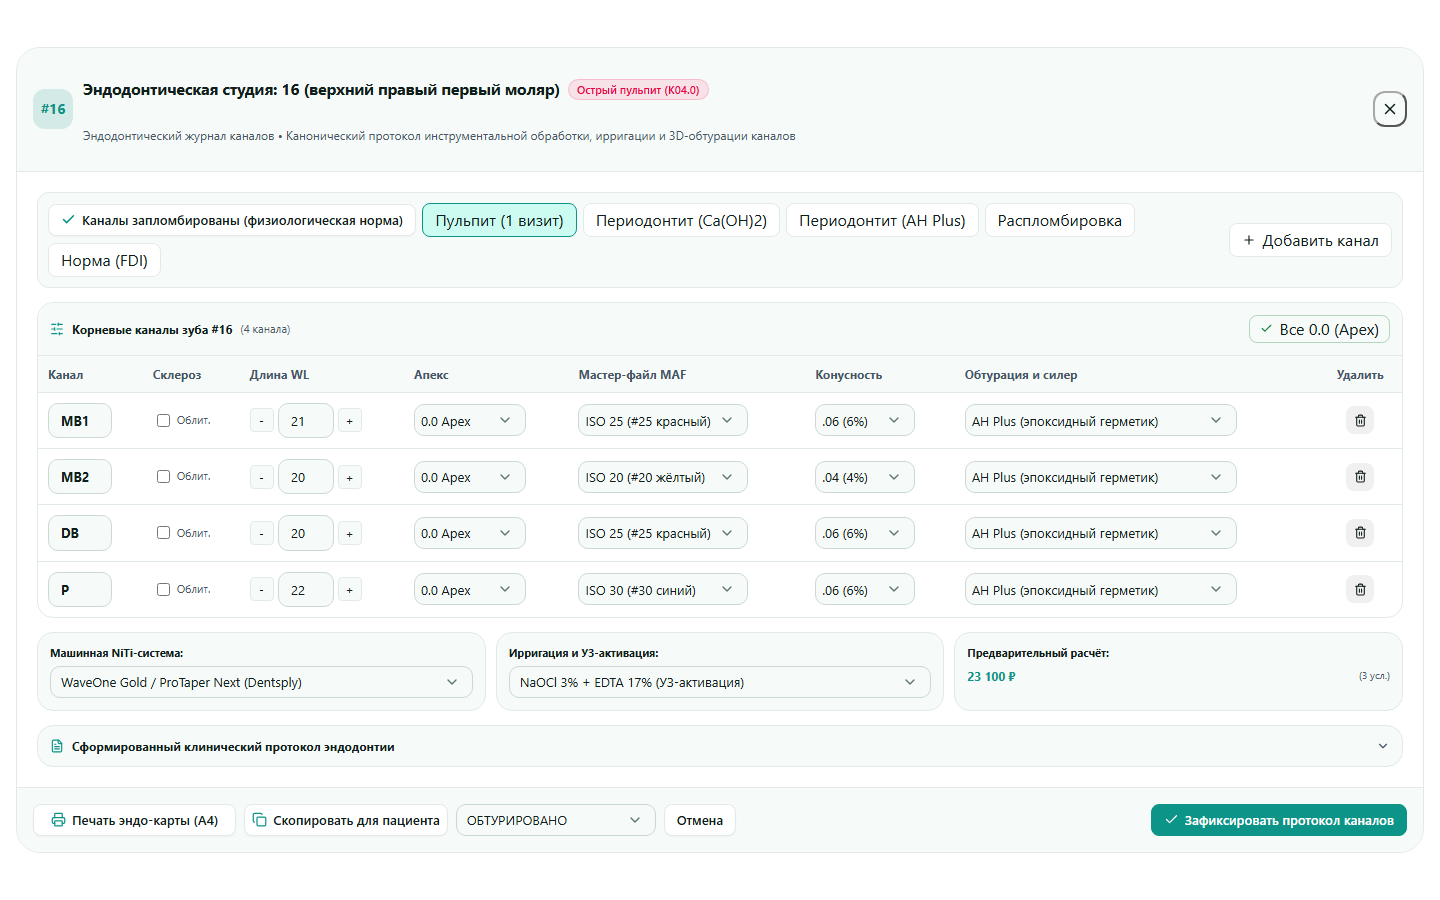 #16
Эндодонтическая студия: 16 (верхний правый первый моляр)
Острый пульпит (K04.0)
Эндодонтический журнал каналов • Канонический протокол инструментальной обработки, ирригации и 3D-обтурации каналов
Каналы запломбированы (физиологическая норма)
Пульпит (1 визит)
Периодонтит (Ca(OH)2)
Периодонтит (AH Plus)
Распломбировка
Норма (FDI)
+ Добавить канал
Корневые каналы зуба #16 (4 канала)
Все 0.0 (Apex)
Канал Склероз Длина WL Апекс Мастер-файл MAF Конусность Обтурация и силер Удалить
MB1 Облит. - 21 + 0.0 Apex ISO 25 (#25 красный) .06 (6%) AH Plus (эпоксидный герметик)
MB2 Облит. - 20 + 0.0 Apex ISO 20 (#20 жёлтый) .04 (4%) AH Plus (эпоксидный герметик)
DB Облит. - 20 + 0.0 Apex ISO 25 (#25 красный) .06 (6%) AH Plus (эпоксидный герметик)
P Облит. - 22 + 0.0 Apex ISO 30 (#30 синий) .06 (6%) AH Plus (эпоксидный герметик)
Машинная NiTi-система:
WaveOne Gold / ProTaper Next (Dentsply)
Ирригация и УЗ-активация:
NaOCl 3% + EDTA 17% (УЗ-активация)
Предварительный расчёт:
23 100 ₽ (3 усл.)
Сформированный клинический протокол эндодонтии
Печать эндо-карты (A4)
Скопировать для пациента
ОБТУРИРОВАНО
Отмена
Зафиксировать протокол каналов